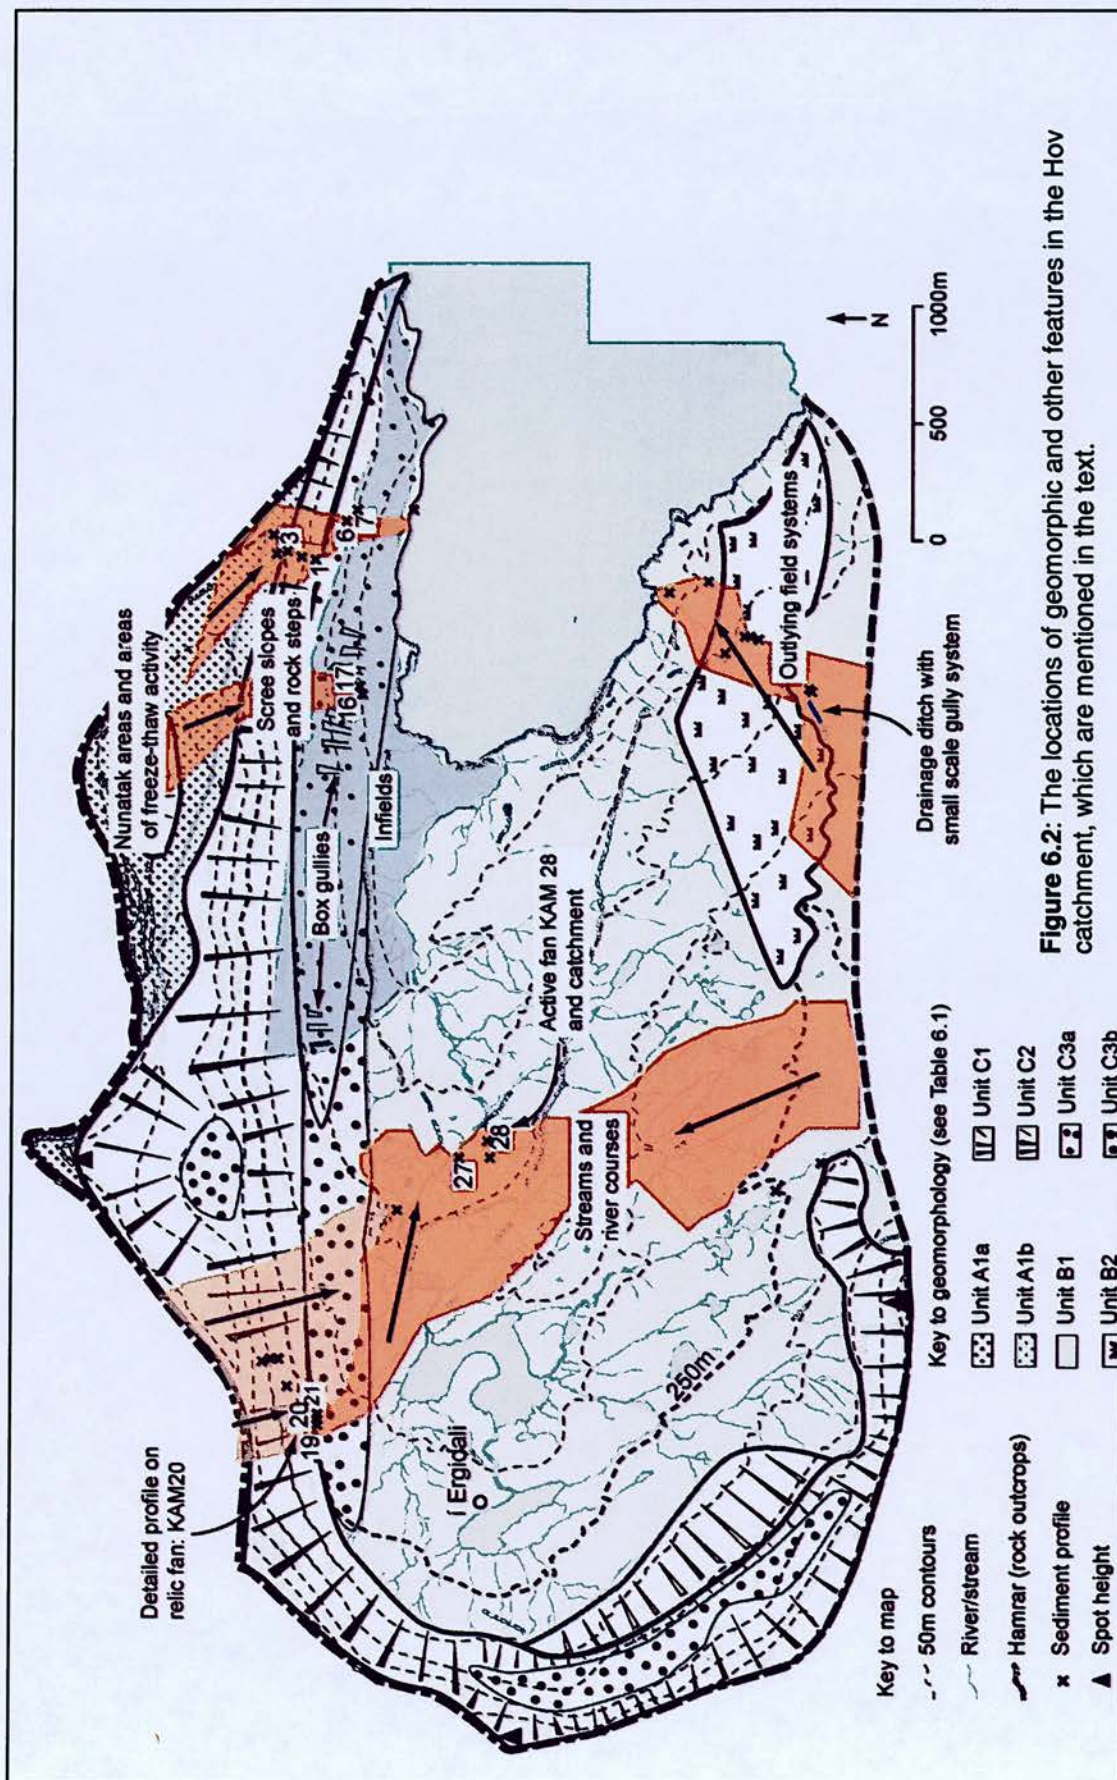 Detailed profile on
relic fan: KAM20
Nunatak areas and areas
of freeze-thaw activity
Scree slopes
and rock steps
Box gullies
Infields
1
3
6
7
16
17
19
20
21
27
28
Active fan KAM 28
and catchment
Streams and
river courses
Í Ergidali
250m
Outlying field systems
Drainage ditch with
small scale gully system
0
500
1000m
N
Key to map
50m contours
River/stream
Hamrar (rock outcrops)
Sediment profile
Spot height
Key to geomorphology (see Table 6.1)
Unit A1a
Unit A1b
Unit B1
Unit B2
Unit C1
Unit C2
Unit C3a
Unit C3b
Figure 6.2: The locations of geomorphic and other features in the Hov
catchment, which are mentioned in the text.